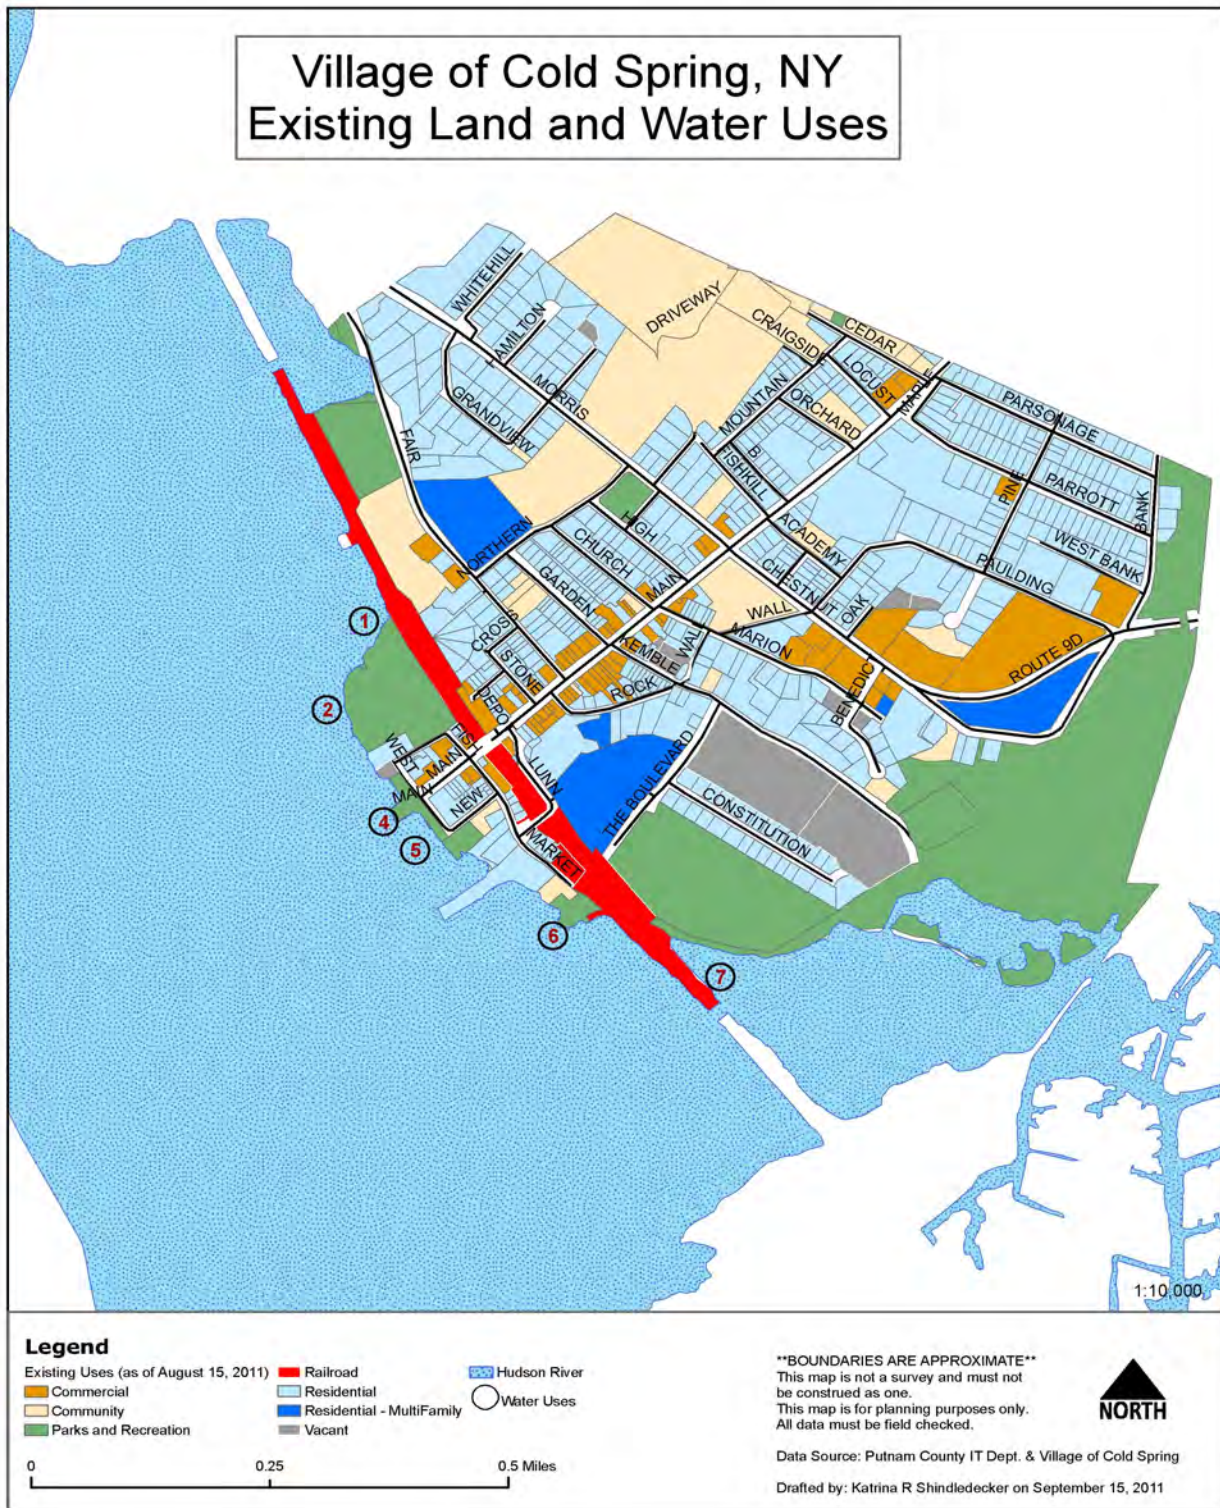 Village of Cold Spring, NY
Existing Land and Water Uses
WHITEHILL
HAMILTON
DRIVEWAY
CRAIGSIDE
CEDAR
LOCUST
MAPLE
MORRIS
MOUNTAIN
ORCHARD
PARSONAGE
GRANDVIEW
FAIR
B
FISHKILL
PINE
PARROTT
BANK
HIGH
ACADEMY
WEST BANK
NORTHERN
CHURCH
PAULDING
GARDEN
MAIN
CHESTNUT
OAK
WALL
CROSS
KEMBLE
WALL
MARION
ROUTE 9D
STONE
ROCK
BENEDICT
DEPOT
1
2
FISH
WEST
MAIN
MAIN
NEW
LUNN
THE BOULEVARD
CONSTITUTION
MARKET
4
5
6
7
1:10,000
Legend
Existing Uses (as of August 15, 2011)
Commercial
Community
Parks and Recreation
Railroad
Residential
Residential - MultiFamily
Vacant
Hudson River
Water Uses
0
0.25
0.5 Miles
**BOUNDARIES ARE APPROXIMATE**
This map is not a survey and must not
be construed as one.
This map is for planning purposes only.
All data must be field checked.
NORTH
Data Source: Putnam County IT Dept. & Village of Cold Spring
Drafted by: Katrina R Shindledecker on September 15, 2011